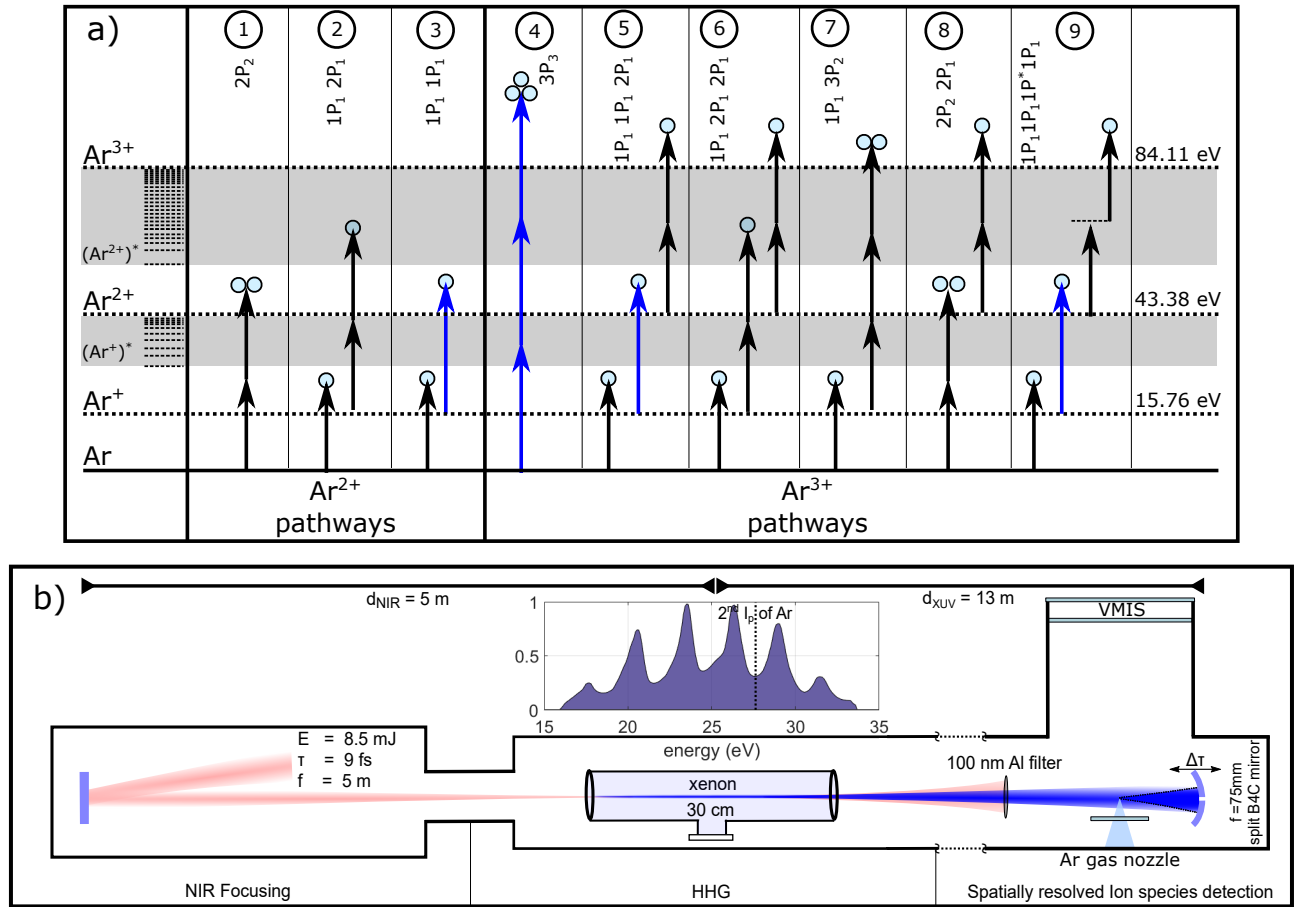 a)
1 2 3 4 5 6 7 8 9
2P₂
1P₁ 2P₁
1P₁ 1P₁
3P₃
1P₁ 1P₁ 2P₁
1P₁ 2P₁ 2P₁
1P₁ 3P₂
2P₂ 2P₁
1P₁ 1P₁ 1P* 1P₁
Ar³⁺ 84.11 eV
(Ar²⁺)*
Ar²⁺ 43.38 eV
(Ar⁺)*
Ar⁺ 15.76 eV
Ar
Ar²⁺
pathways
Ar³⁺
pathways
b)
d_NIR = 5 m
d_XUV = 13 m
2ⁿᵈ Iₚ of Ar
1
0.5
0
15 20 25 30 35
energy (eV)
VMIS
E = 8.5 mJ
τ = 9 fs
f = 5 m
xenon
30 cm
100 nm Al filter
Δτ
f =75mm
split B4C mirror
Ar gas nozzle
NIR Focusing
HHG
Spatially resolved Ion species detection